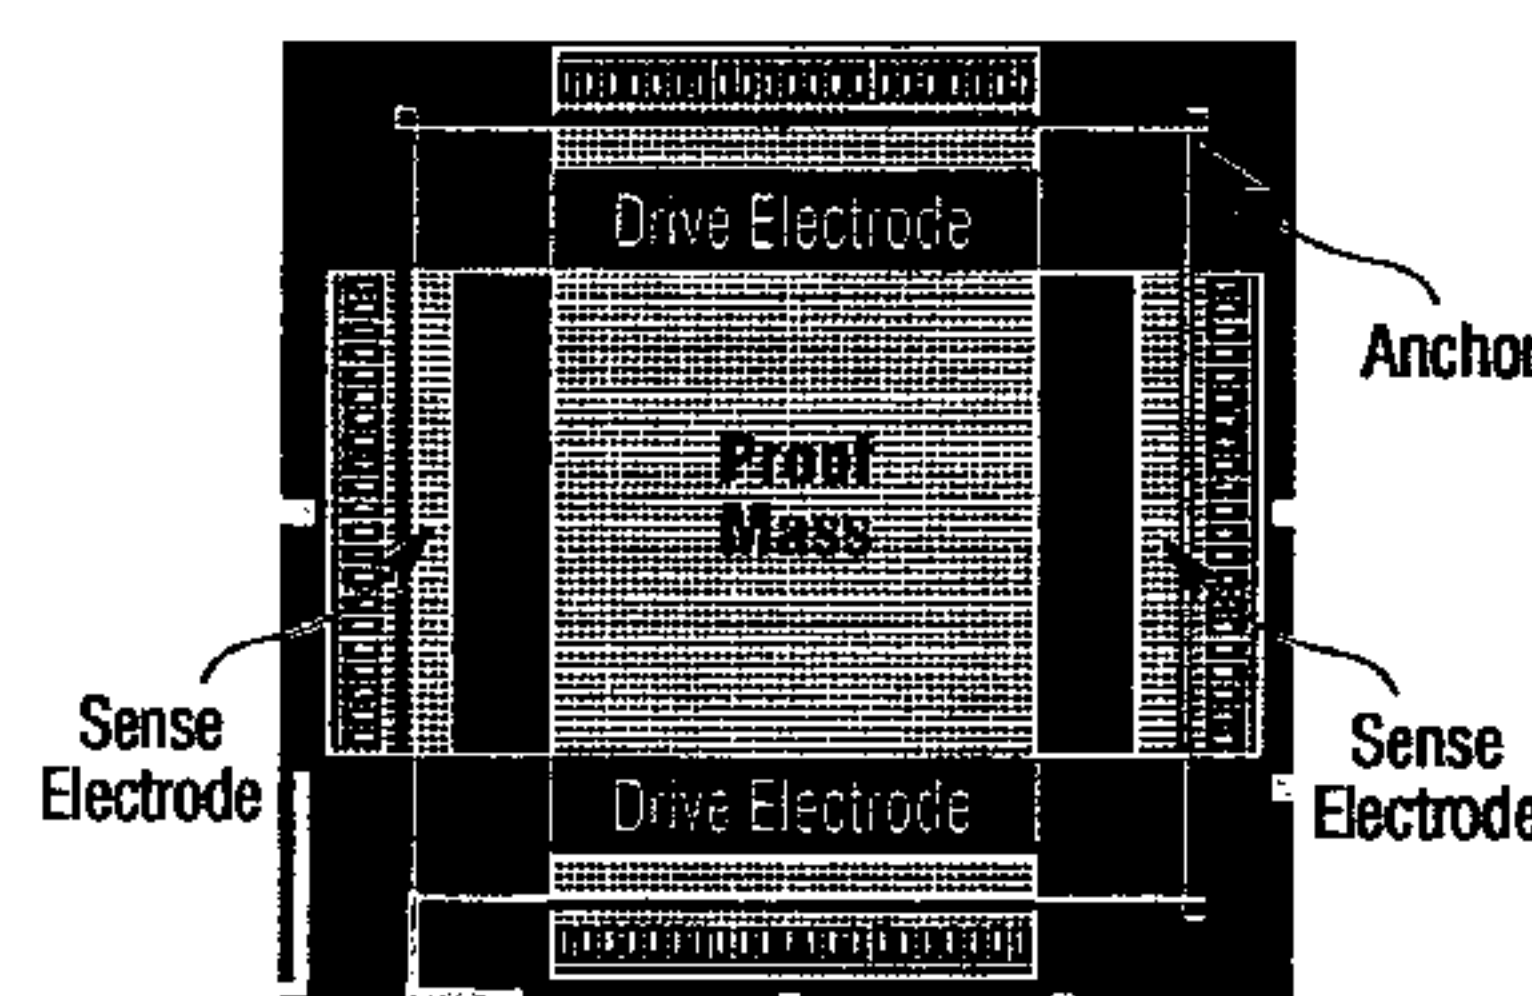 Drive Electrode
Anchor
Proof
Mass
Sense
Electrode
Sense
Electrode
Drive Electrode